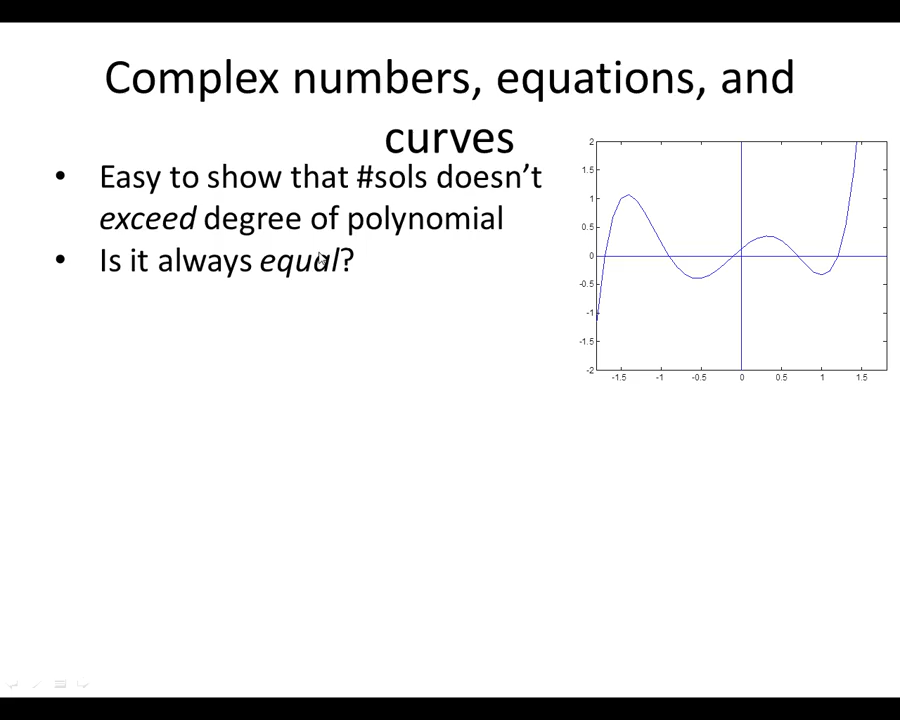 Complex numbers, equations, and
curves
• Easy to show that #sols doesn't
exceed degree of polynomial
• Is it always equal?
2
1.5
1
0.5
0
-0.5
-1
-1.5
-2
-1.5 -1 -0.5 0 0.5 1 1.5